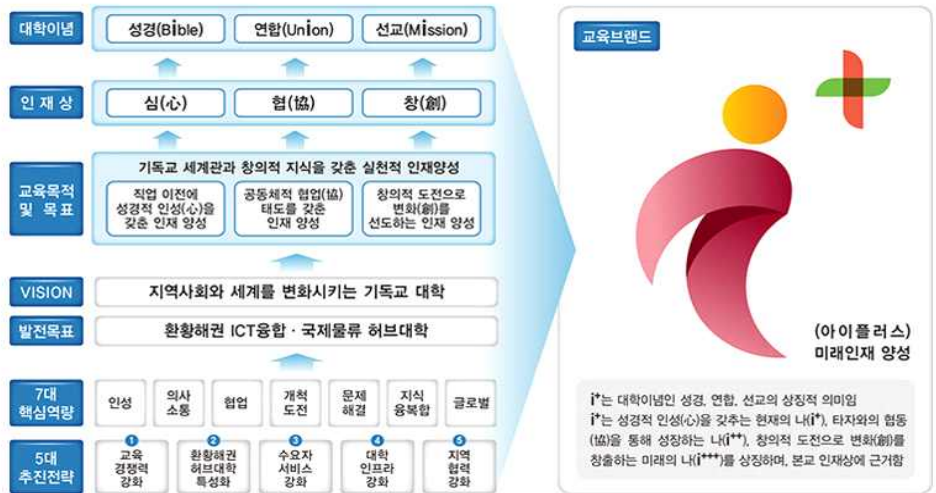 대학이념
성경(Bible)
연합(Union)
선교(Mission)
인 재 상
심(心)
협(協)
창(創)
교육목적
및 목표
기독교 세계관과 창의적 지식을 갖춘 실천적 인재양성
직업 이전에
성경적 인성(心)을
갖춘 인재 양성
공동체적 협업(協)
태도를 갖춘
인재 양성
창의적 도전으로
변화(創)를
선도하는 인재 양성
VISION
지역사회와 세계를 변화시키는 기독교 대학
발전목표
환황해권 ICT융합 · 국제물류 허브대학
7대
핵심역량
인성
의사
소통
협업
개척
도전
문제
해결
지식
융복합
글로벌
5대
추진전략
1
교육
경쟁력
강화
2
환황해권
허브대학
특성화
3
수요자
서비스
강화
4
대학
인프라
강화
5
지역
협력
강화
교육브랜드
(아이플러스)
미래인재 양성
i+는 대학이념인 성경, 연합, 선교의 상징적 의미임
i+는 성경적 인성(心)을 갖추는 현재의 나(i+), 타자와의 협동
(協)을 통해 성장하는 나(i++), 창의적 도전으로 변화(創)를
창출하는 미래의 나(i+++)를 상징하며, 본교 인재상에 근거함